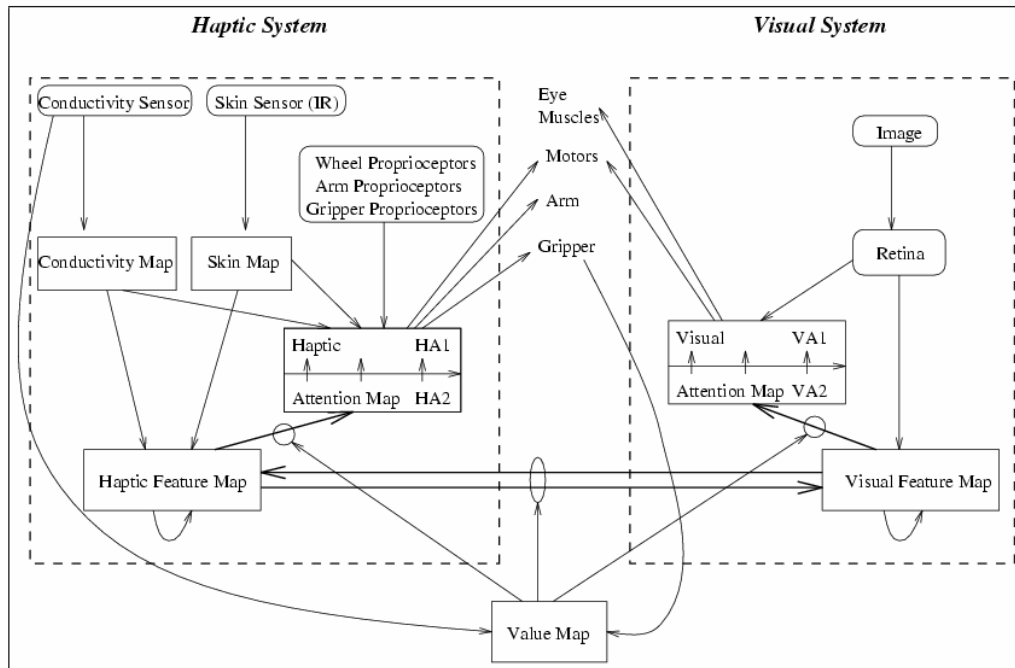 Haptic System
Visual System
Conductivity Sensor
Skin Sensor (IR)
Eye
Muscles
Image
Wheel Proprioceptors
Arm Proprioceptors
Gripper Proprioceptors
Motors
Arm
Gripper
Conductivity Map
Skin Map
Retina
Haptic HA1
Attention Map HA2
Visual VA1
Attention Map VA2
Haptic Feature Map
Visual Feature Map
Value Map